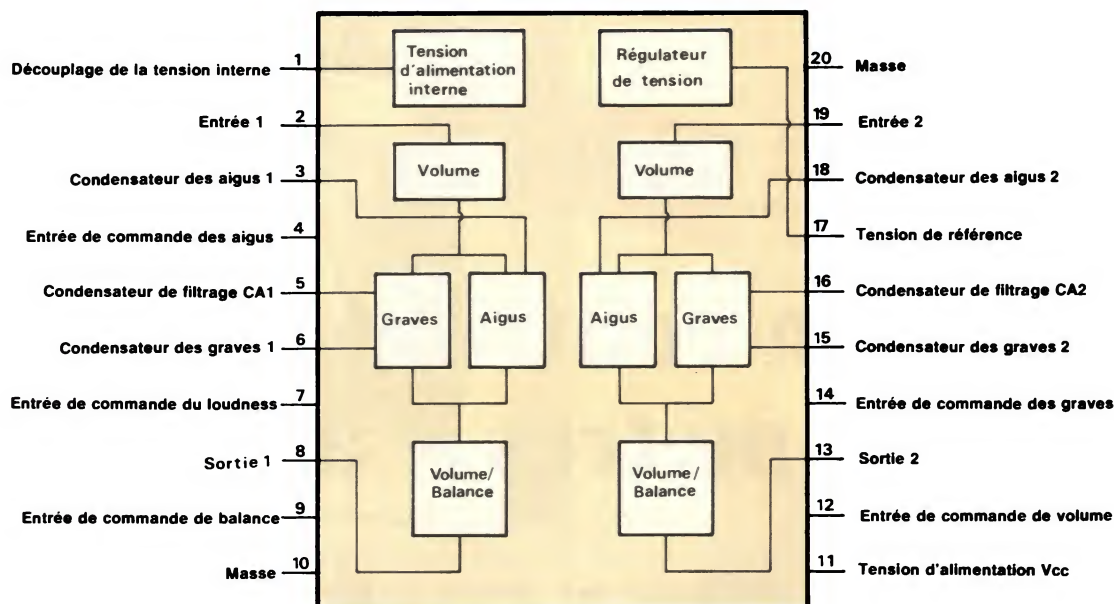 Découplage de la tension interne 1
Entrée 1 2
Condensateur des aigus 1 3
Entrée de commande des aigus 4
Condensateur de filtrage CA1 5
Condensateur des graves 1 6
Entrée de commande du loudness 7
Sortie 1 8
Entrée de commande de balance 9
Masse 10
Tension
d'alimentation
interne
Volume
Graves
Aigus
Volume/
Balance
Régulateur
de tension
Volume
Aigus
Graves
Volume/
Balance
20 Masse
19 Entrée 2
18 Condensateur des aigus 2
17 Tension de référence
16 Condensateur de filtrage CA2
15 Condensateur des graves 2
14 Entrée de commande des graves
13 Sortie 2
12 Entrée de commande de volume
11 Tension d'alimentation Vcc